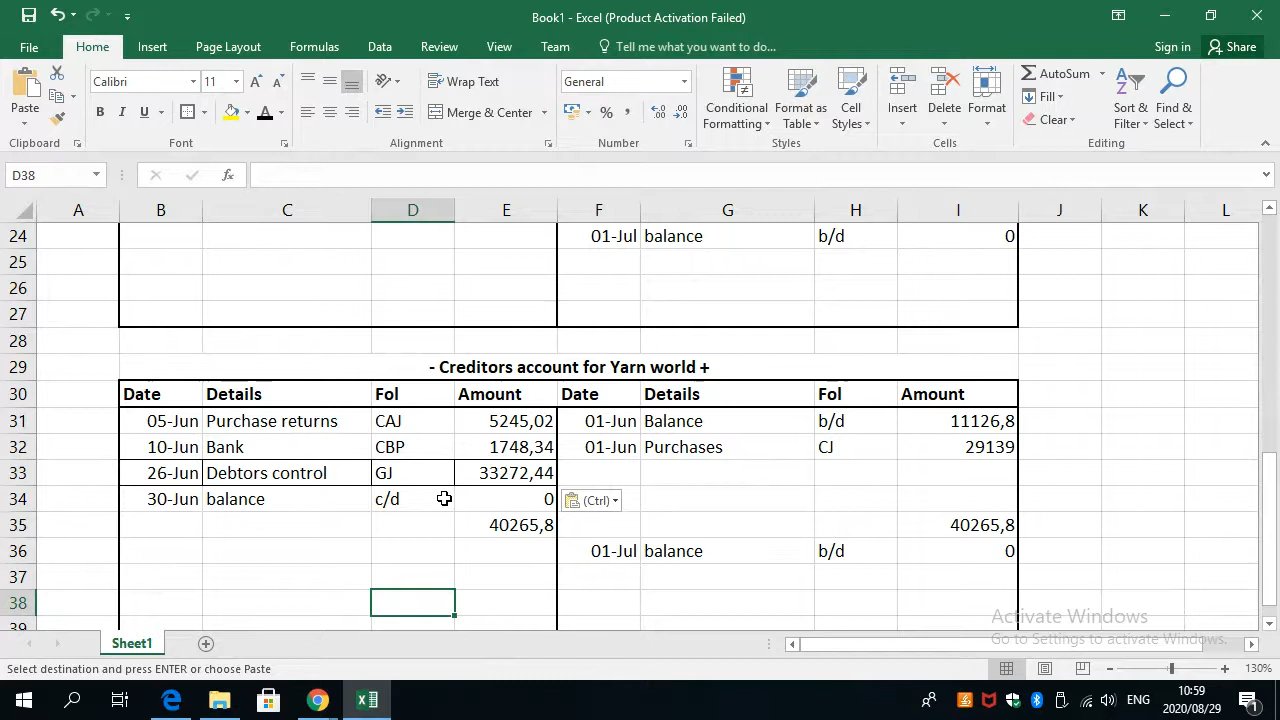 Book1 - Excel (Product Activation Failed)
File Home Insert Page Layout Formulas Data Review View Team Tell me what you want to do... Sign in Share
Paste Calibri 11 Wrap Text General Conditional Formatting Format as Table Cell Styles Insert Delete Format AutoSum Sort & Filter Find & Select
B I U A Merge & Center % , Fill
Clear
Clipboard Font Alignment Number Styles Cells Editing
D38 fx
A B C D E F G H I J K L
24 01-Jul balance b/d 0
25
26
27
28
29 - Creditors account for Yarn world +
30 Date Details Fol Amount Date Details Fol Amount
31 05-Jun Purchase returns CAJ 5245,02 01-Jun Balance b/d 11126,8
32 10-Jun Bank CBP 1748,34 01-Jun Purchases CJ 29139
33 26-Jun Debtors control GJ 33272,44
34 30-Jun balance c/d 0 (Ctrl)
35 40265,8 40265,8
36 01-Jul balance b/d 0
37
38
39
Activate Windows
Go to Settings to activate Windows.
Sheet1
Select destination and press ENTER or choose Paste 130%
ENG 10:59
2020/08/29 1